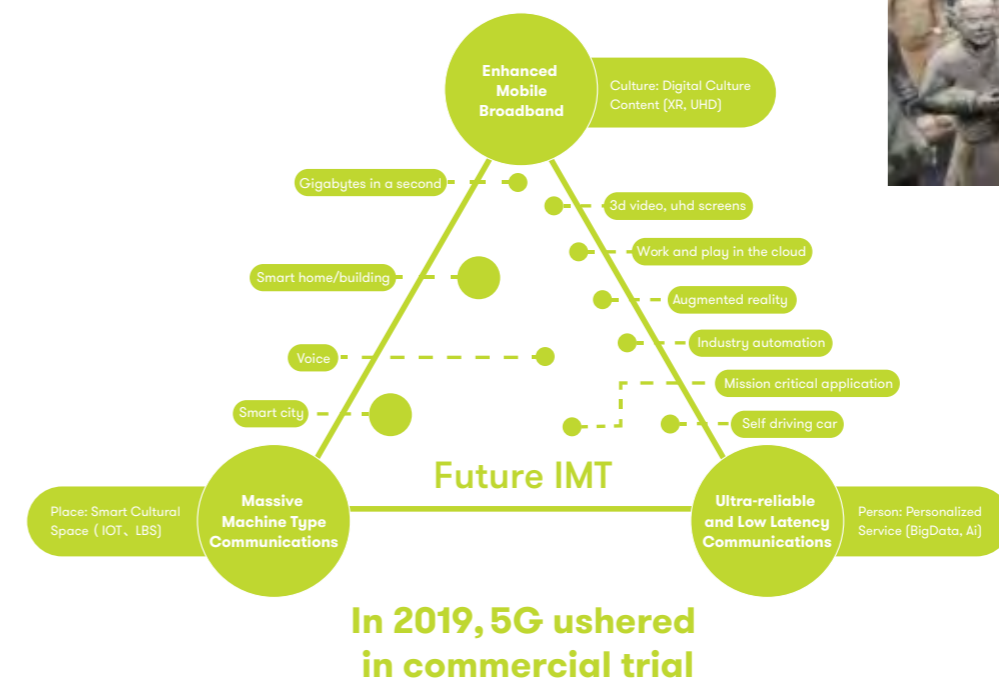 Enhanced
Mobile
Broadband
Culture: Digital Culture
Content (XR, UHD)
Gigabytes in a second
3d video, uhd screens
Work and play in the cloud
Smart home/building
Augmented reality
Industry automation
Voice
Mission critical application
Smart city
Self driving car
Future IMT
Place: Smart Cultural
Space ( IOT、LBS)
Massive
Machine Type
Communications
Ultra-reliable
and Low Latency
Communications
Person: Personalized
Service (BigData, Ai)
In 2019, 5G ushered
in commercial trial